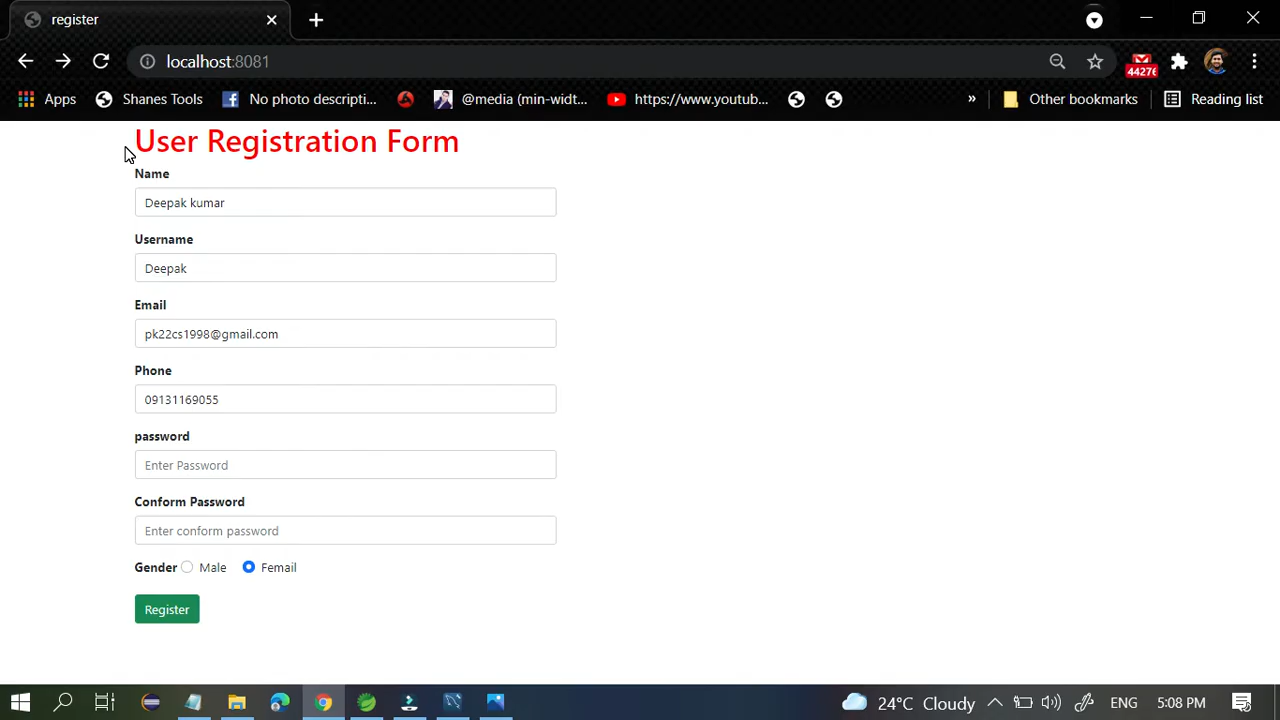 register
localhost:8081
44276
Apps Shanes Tools No photo descripti... @media (min-widt... https://www.youtub... » Other bookmarks Reading list
User Registration Form
Name
Deepak kumar
Username
Deepak
Email
pk22cs1998@gmail.com
Phone
09131169055
password
Enter Password
Conform Password
Enter conform password
Gender Male Femail
Register
24°C Cloudy ENG 5:08 PM